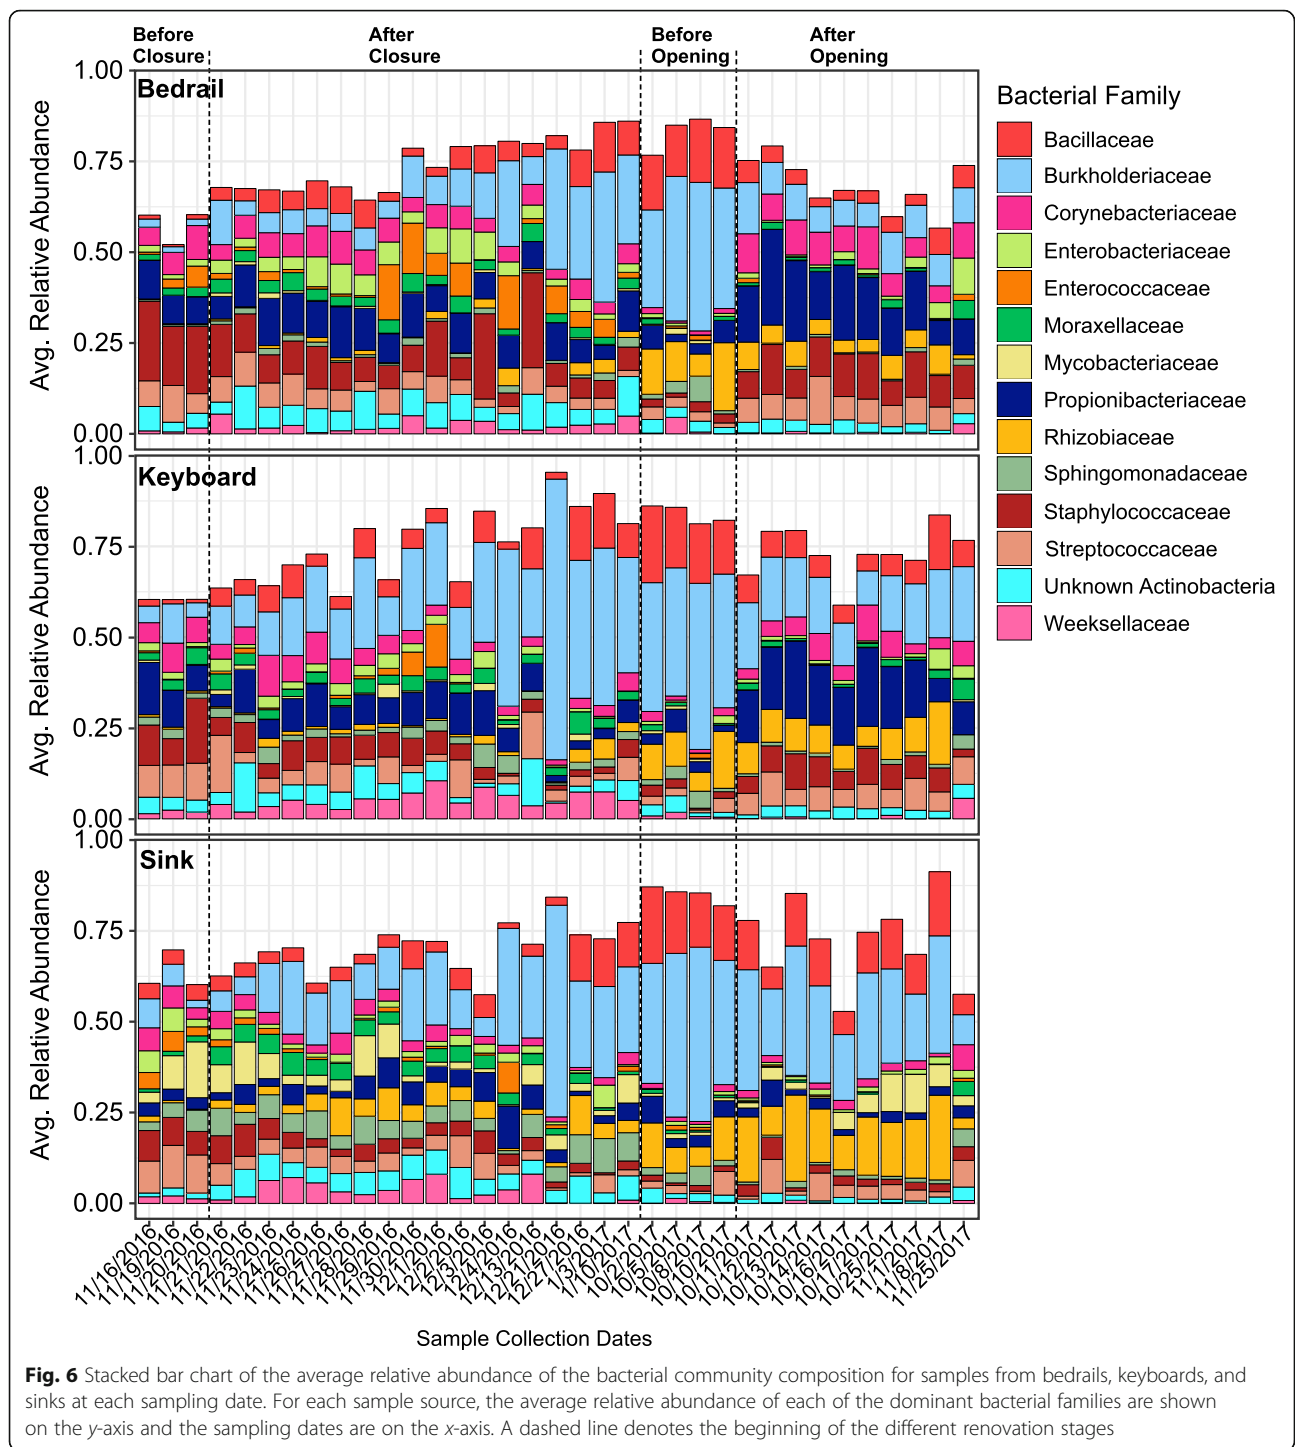 Before Closure
After Closure
Before Opening
After Opening
Bedrail
Avg. Relative Abundance
1.00
0.75
0.50
0.25
0.00
Keyboard
Avg. Relative Abundance
1.00
0.75
0.50
0.25
0.00
Sink
Avg. Relative Abundance
1.00
0.75
0.50
0.25
0.00
11/16/2016
11/19/2016
11/20/2016
11/21/2016
11/22/2016
11/23/2016
11/24/2016
11/26/2016
11/27/2016
11/28/2016
11/29/2016
11/30/2016
12/1/2016
12/2/2016
12/3/2016
12/4/2016
12/13/2016
12/21/2016
12/27/2016
1/3/2017
1/10/2017
10/2/2017
10/5/2017
10/8/2017
10/10/2017
10/11/2017
10/12/2017
10/13/2017
10/14/2017
10/16/2017
10/17/2017
10/25/2017
11/1/2017
11/8/2017
11/25/2017
Sample Collection Dates
Bacterial Family
Bacillaceae
Burkholderiaceae
Corynebacteriaceae
Enterobacteriaceae
Enterococcaceae
Moraxellaceae
Mycobacteriaceae
Propionibacteriaceae
Rhizobiaceae
Sphingomonadaceae
Staphylococcaceae
Streptococcaceae
Unknown Actinobacteria
Weeksellaceae
Fig. 6 Stacked bar chart of the average relative abundance of the bacterial community composition for samples from bedrails, keyboards, and
sinks at each sampling date. For each sample source, the average relative abundance of each of the dominant bacterial families are shown
on the y-axis and the sampling dates are on the x-axis. A dashed line denotes the beginning of the different renovation stages